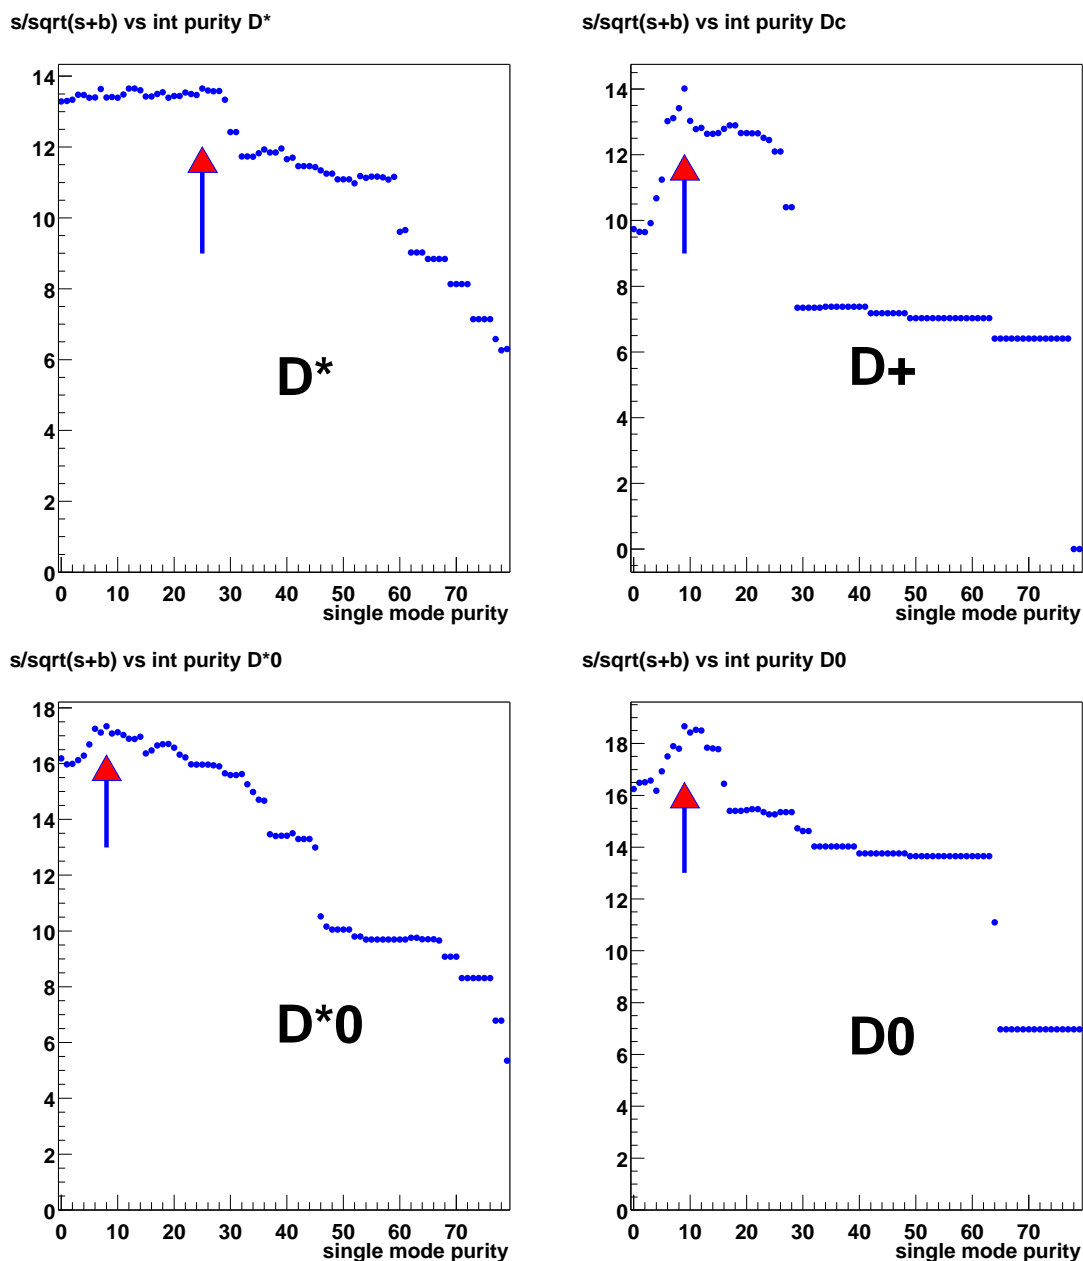 s/sqrt(s+b) vs int purity D*
14
12
10
8
6
4
2
0
D*
0 10 20 30 40 50 60 70
single mode purity
s/sqrt(s+b) vs int purity Dc
14
12
10
8
6
4
2
0
D+
0 10 20 30 40 50 60 70
single mode purity
s/sqrt(s+b) vs int purity D*0
18
16
14
12
10
8
6
4
2
0
D*0
0 10 20 30 40 50 60 70
single mode purity
s/sqrt(s+b) vs int purity D0
18
16
14
12
10
8
6
4
2
0
D0
0 10 20 30 40 50 60 70
single mode purity